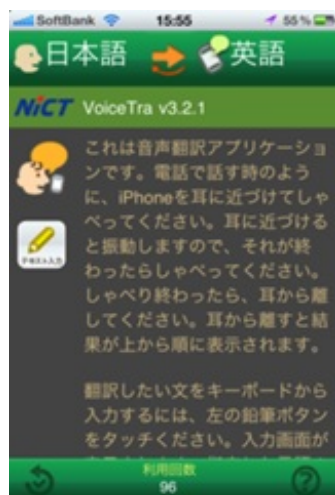 SoftBank 15:55 55%
日本語 英語
NICT VoiceTra v3.2.1
これは音声翻訳アプリケーショ
ンです。電話で話す時のよう
に、iPhoneを耳に近づけてしゃ
べってください。耳に近づける
と振動しますので、それが終
わったらしゃべってください。
しゃべり終わったら、耳から離
してください。耳から離すと結
果が上から順に表示されます。
テキスト入力
翻訳したい文をキーボードから
入力するには、左の鉛筆ボタン
をタッチください。入力画面が
利用回数
96